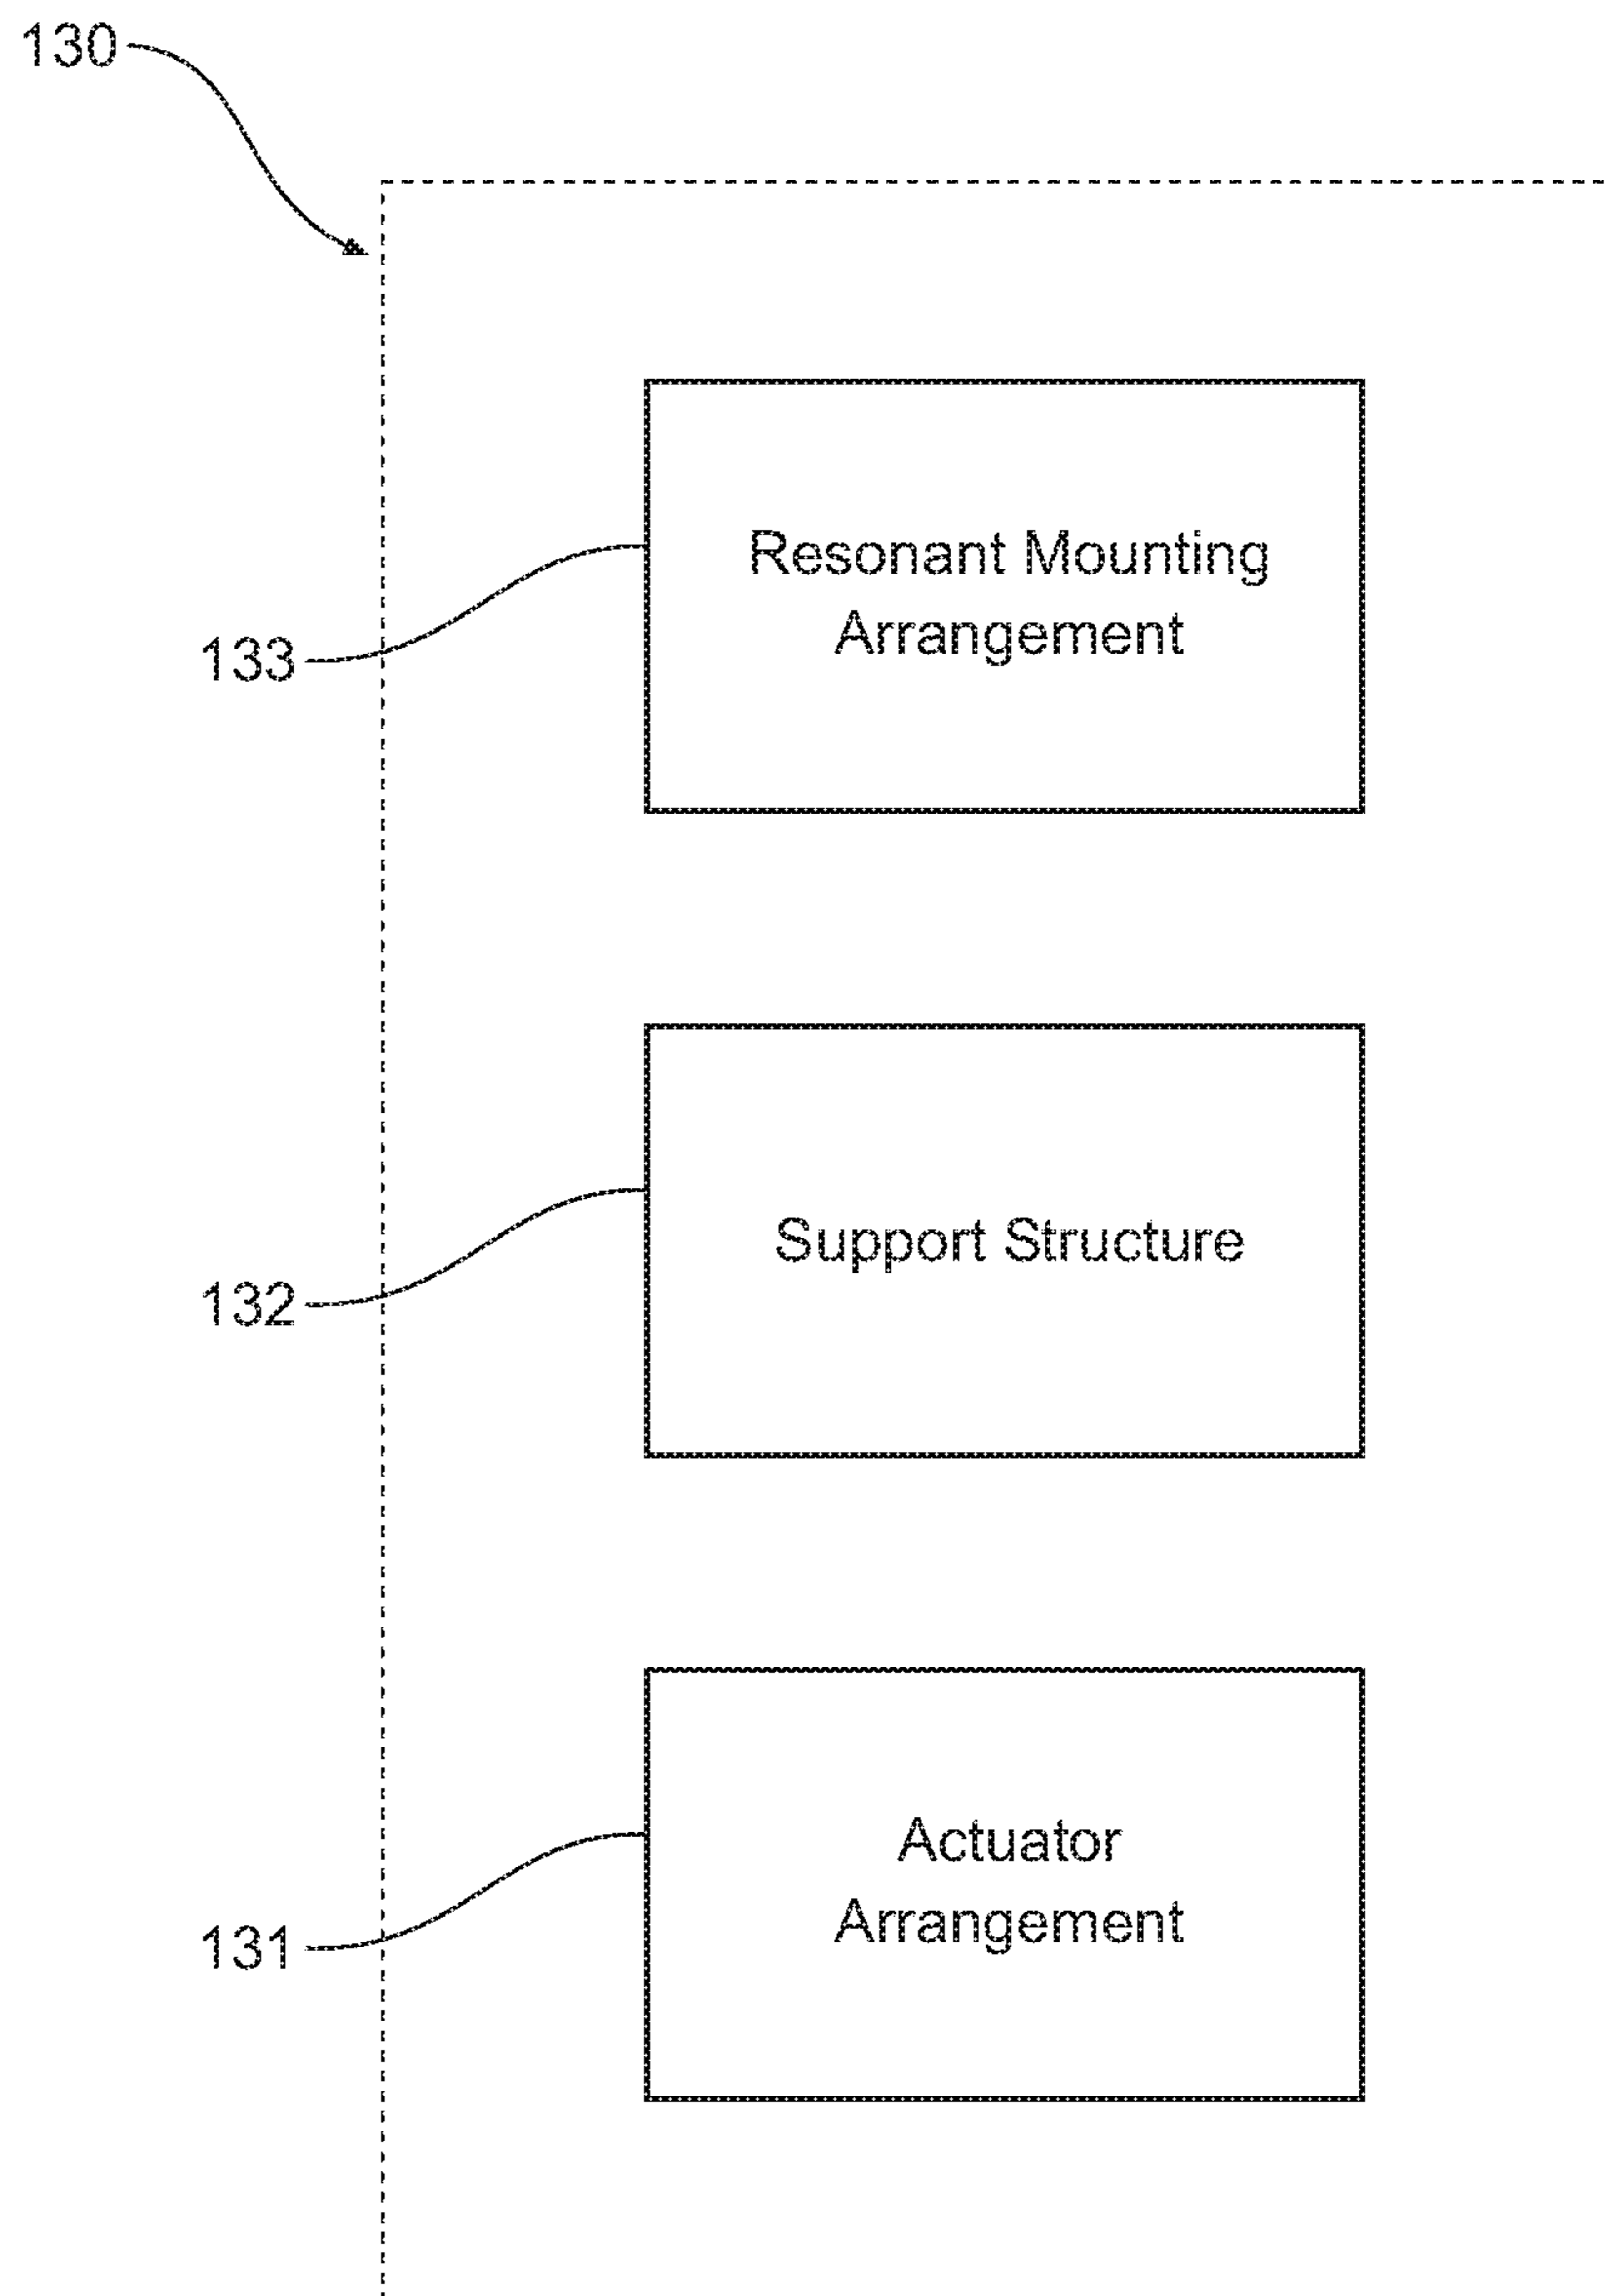 130
Resonant Mounting
Arrangement
133
Support Structure
132
Actuator
Arrangement
131